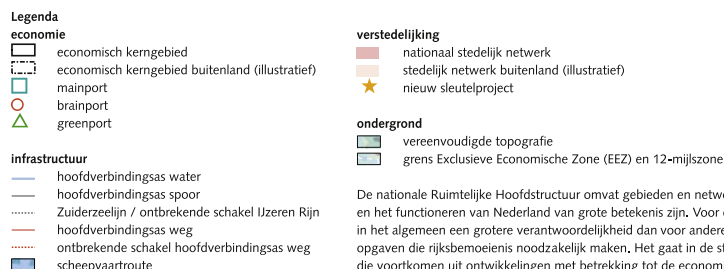 Legenda
economie
economisch kerngebied
economisch kerngebied buitenland (illustratief)
mainport
brainport
greenport
infrastructuur
hoofdverbindingsas water
hoofdverbindingsas spoor
Zuiderzeelijn / ontbrekende schakel IJzeren Rijn
hoofdverbindingsas weg
ontbrekende schakel hoofdverbindingsas weg
scheepvaartroute
verstedelijking
nationaal stedelijk netwerk
stedelijk netwerk buitenland (illustratief)
nieuw sleutelproject
ondergrond
vereenvoudigde topografie
grens Exclusieve Economische Zone (EEZ) en 12-mijlszone
De nationale Ruimtelijke Hoofdstructuur omvat gebieden en netwe
en het functioneren van Nederland van grote betekenis zijn. Voor
in het algemeen een grotere verantwoordelijkheid dan voor andere
opgaven die rijksbemoeienis noodzakelijk maken. Het gaat in de st
die voortkomen uit ontwikkelingen met betrekking tot de econom